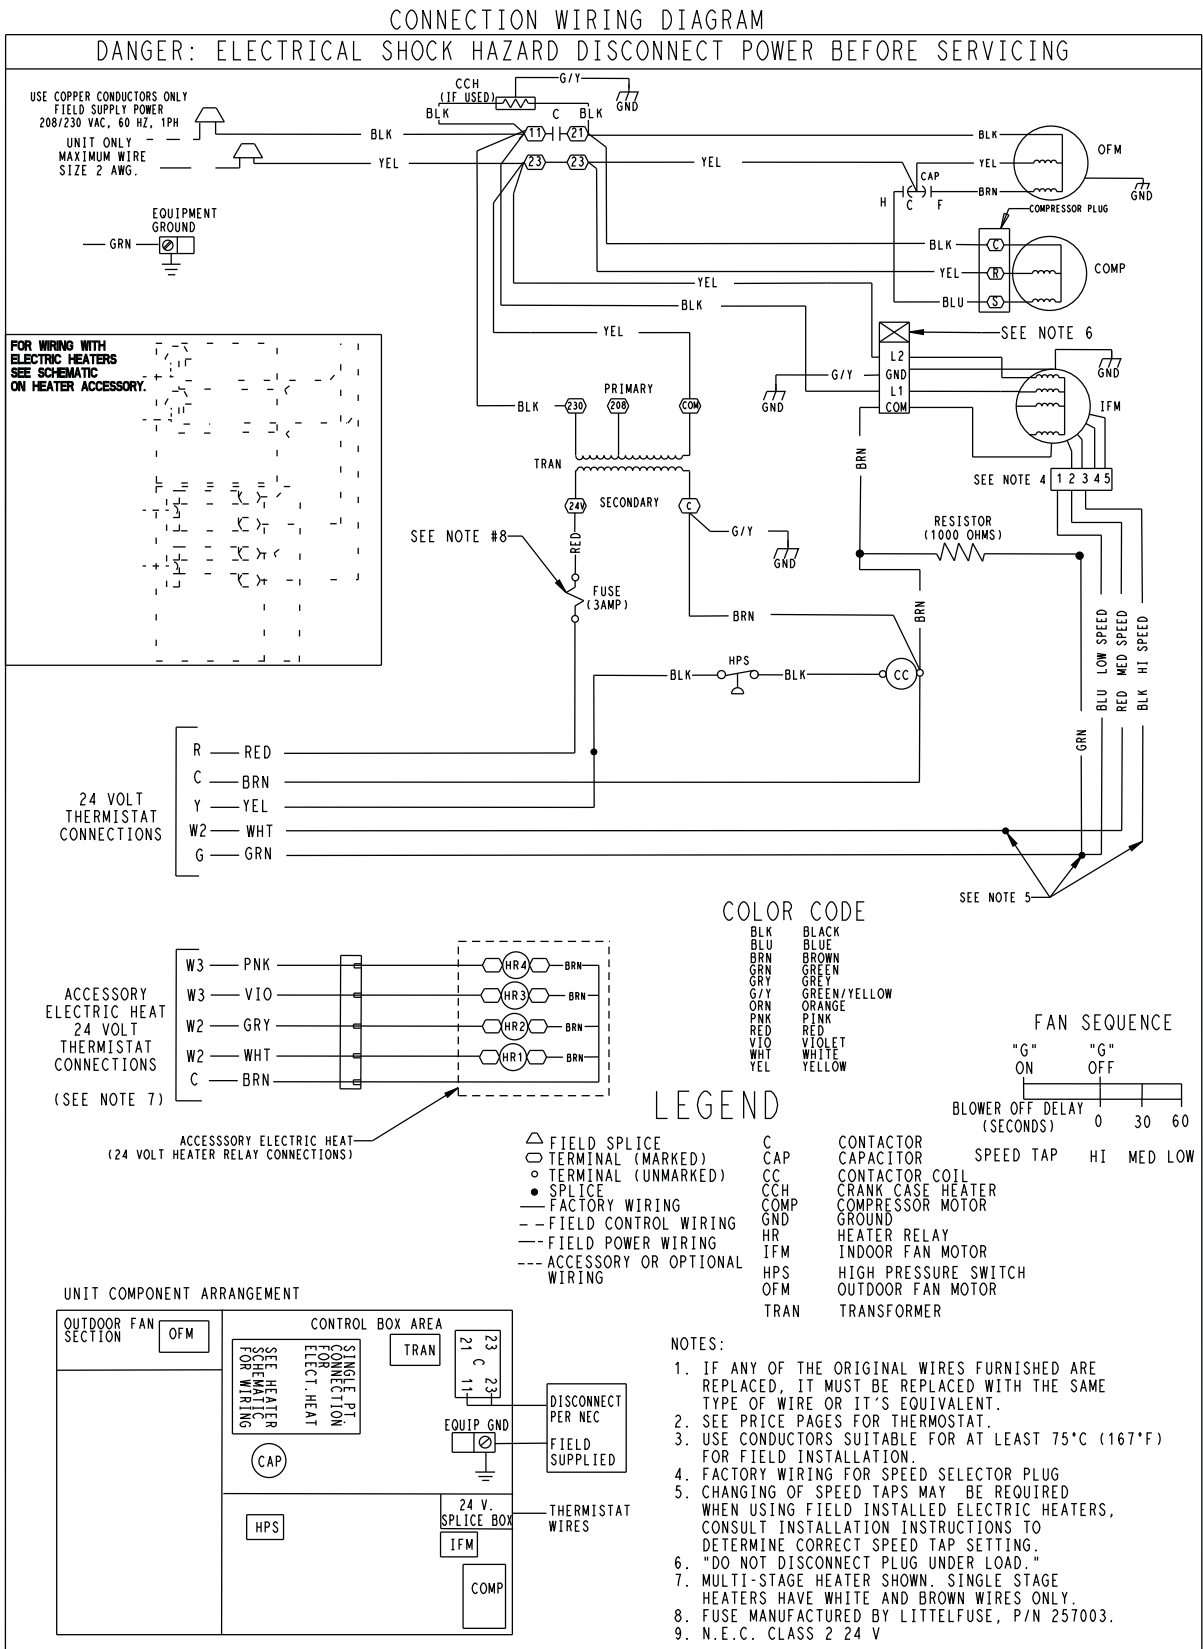 CONNECTION WIRING DIAGRAM
DANGER: ELECTRICAL SHOCK HAZARD DISCONNECT POWER BEFORE SERVICING
USE COPPER CONDUCTORS ONLY
FIELD SUPPLY POWER
208/230 VAC, 60 HZ, 1PH
UNIT ONLY
MAXIMUM WIRE
SIZE 2 AWG.
CCH
(IF USED)
G/Y
GND
BLK
C
BLK
BLK
11
21
BLK
OFM
YEL
23
23
YEL
YEL
CAP
H
C
F
BRN
GND
COMPRESSOR PLUG
EQUIPMENT
GROUND
GRN
BLK
C
YEL
R
COMP
BLU
S
YEL
BLK
YEL
SEE NOTE 6
FOR WIRING WITH
ELECTRIC HEATERS
SEE SCHEMATIC
ON HEATER ACCESSORY.
L2
GND
L1
COM
G/Y
GND
GND
IFM
PRIMARY
BLK
230
208
COM
TRAN
BRN
SEE NOTE 4
1 2 3 4 5
24V
SECONDARY
C
RED
G/Y
GND
SEE NOTE #8
RESISTOR
(1000 OHMS)
FUSE
(3AMP)
BRN
BRN
BLU LOW SPEED
RED MED SPEED
BLK HI SPEED
BLK
HPS
BLK
CC
GRN
24 VOLT
THERMISTAT
CONNECTIONS
R RED
C BRN
Y YEL
W2 WHT
G GRN
SEE NOTE 5
COLOR CODE
BLK BLACK
BLU BLUE
BRN BROWN
GRN GREEN
GRY GREY
G/Y GREEN/YELLOW
ORN ORANGE
PNK PINK
RED RED
VIO VIOLET
WHT WHITE
YEL YELLOW
ACCESSORY
ELECTRIC HEAT
24 VOLT
THERMISTAT
CONNECTIONS
(SEE NOTE 7)
W3 PNK HR4 BRN
W3 VIO HR3 BRN
W2 GRY HR2 BRN
W2 WHT HR1 BRN
C BRN
ACCESSSORY ELECTRIC HEAT
(24 VOLT HEATER RELAY CONNECTIONS)
FAN SEQUENCE
"G" "G"
ON OFF
BLOWER OFF DELAY
(SECONDS) 0 30 60
SPEED TAP HI MED LOW
LEGEND
FIELD SPLICE
TERMINAL (MARKED)
TERMINAL (UNMARKED)
SPLICE
FACTORY WIRING
FIELD CONTROL WIRING
FIELD POWER WIRING
ACCESSORY OR OPTIONAL
WIRING
C CONTACTOR
CAP CAPACITOR
CC CONTACTOR COIL
CCH CRANK CASE HEATER
COMP COMPRESSOR MOTOR
GND GROUND
HR HEATER RELAY
IFM INDOOR FAN MOTOR
HPS HIGH PRESSURE SWITCH
OFM OUTDOOR FAN MOTOR
TRAN TRANSFORMER
UNIT COMPONENT ARRANGEMENT
OUTDOOR FAN
SECTION
OFM
CONTROL BOX AREA
SINGLE PT.
CONNECTION
FOR
ELECT.HEAT
SEE HEATER
SCHEMATIC
FOR WIRING
TRAN
23
21
C
11
23
CAP
EQUIP GND
DISCONNECT
PER NEC
FIELD
SUPPLIED
24 V.
SPLICE BOX
THERMISTAT
WIRES
HPS
IFM
COMP
NOTES:
1. IF ANY OF THE ORIGINAL WIRES FURNISHED ARE
REPLACED, IT MUST BE REPLACED WITH THE SAME
TYPE OF WIRE OR IT'S EQUIVALENT.
2. SEE PRICE PAGES FOR THERMOSTAT.
3. USE CONDUCTORS SUITABLE FOR AT LEAST 75°C (167°F)
FOR FIELD INSTALLATION.
4. FACTORY WIRING FOR SPEED SELECTOR PLUG
5. CHANGING OF SPEED TAPS MAY BE REQUIRED
WHEN USING FIELD INSTALLED ELECTRIC HEATERS,
CONSULT INSTALLATION INSTRUCTIONS TO
DETERMINE CORRECT SPEED TAP SETTING.
6. "DO NOT DISCONNECT PLUG UNDER LOAD."
7. MULTI-STAGE HEATER SHOWN. SINGLE STAGE
HEATERS HAVE WHITE AND BROWN WIRES ONLY.
8. FUSE MANUFACTURED BY LITTELFUSE, P/N 257003.
9. N.E.C. CLASS 2 24 V